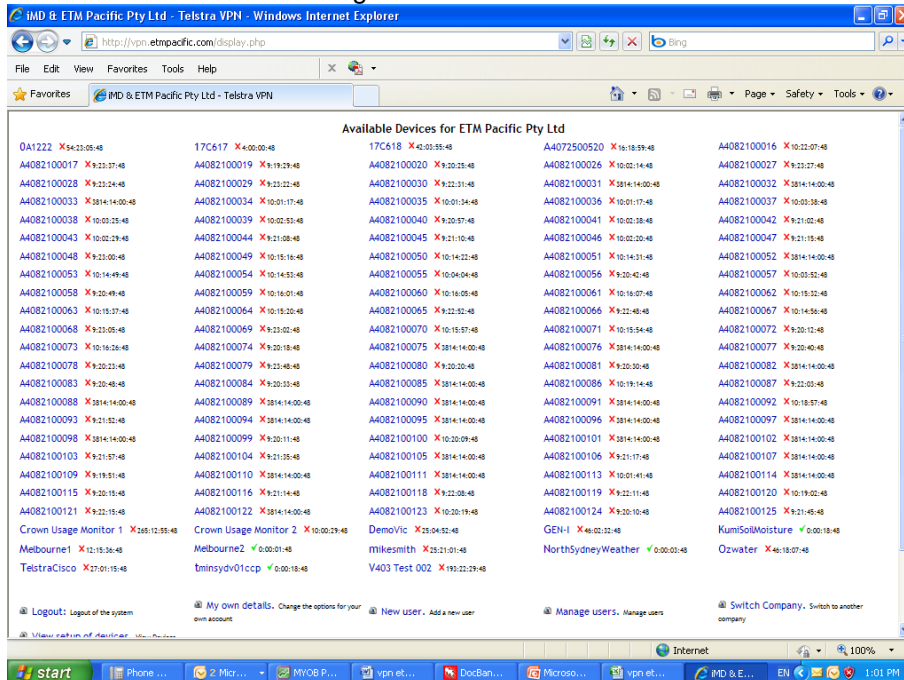 iMD & ETM Pacific Pty Ltd - Telstra VPN - Windows Internet Explorer
http://vpn.etmpacific.com/display.php Bing
File Edit View Favorites Tools Help
Favorites iMD & ETM Pacific Pty Ltd - Telstra VPN Page Safety Tools
Available Devices for ETM Pacific Pty Ltd
0A1222 X 54:23:05:48 17C617 X 4:00:00:48 17C618 X 42:03:55:48 A4072500520 X 16:18:59:48 A4082100016 X 10:22:07:48
A4082100017 X 9:23:37:48 A4082100019 X 9:19:29:48 A4082100020 X 9:20:25:48 A4082100026 X 10:02:14:48 A4082100027 X 9:23:27:48
A4082100028 X 9:23:24:48 A4082100029 X 9:23:22:48 A4082100030 X 9:22:31:48 A4082100031 X 3814:14:00:48 A4082100032 X 3814:14:00:48
A4082100033 X 3814:14:00:48 A4082100034 X 10:01:17:48 A4082100035 X 10:01:34:48 A4082100036 X 10:01:17:48 A4082100037 X 10:03:38:48
A4082100038 X 10:03:25:48 A4082100039 X 10:02:53:48 A4082100040 X 9:20:57:48 A4082100041 X 10:02:38:48 A4082100042 X 9:21:02:48
A4082100043 X 10:02:29:48 A4082100044 X 9:21:08:48 A4082100045 X 9:21:10:48 A4082100046 X 10:02:20:48 A4082100047 X 9:21:15:48
A4082100048 X 9:23:00:48 A4082100049 X 10:15:16:48 A4082100050 X 10:14:22:48 A4082100051 X 10:14:31:48 A4082100052 X 3814:14:00:48
A4082100053 X 10:14:49:48 A4082100054 X 10:14:53:48 A4082100055 X 10:04:04:48 A4082100056 X 9:20:42:48 A4082100057 X 10:03:52:48
A4082100058 X 9:20:49:48 A4082100059 X 10:16:01:48 A4082100060 X 10:16:05:48 A4082100061 X 10:16:07:48 A4082100062 X 10:15:32:48
A4082100063 X 10:15:37:48 A4082100064 X 10:15:20:48 A4082100065 X 9:22:52:48 A4082100066 X 9:22:48:48 A4082100067 X 10:14:56:48
A4082100068 X 9:23:05:48 A4082100069 X 9:23:02:48 A4082100070 X 10:15:57:48 A4082100071 X 10:15:54:48 A4082100072 X 9:20:12:48
A4082100073 X 10:16:26:48 A4082100074 X 9:20:18:48 A4082100075 X 3814:14:00:48 A4082100076 X 3814:14:00:48 A4082100077 X 9:20:40:48
A4082100078 X 9:20:23:48 A4082100079 X 9:23:48:48 A4082100080 X 9:20:20:48 A4082100081 X 9:20:30:48 A4082100082 X 3814:14:00:48
A4082100083 X 9:20:48:48 A4082100084 X 9:20:33:48 A4082100085 X 3814:14:00:48 A4082100086 X 10:19:14:48 A4082100087 X 9:22:03:48
A4082100088 X 3814:14:00:48 A4082100089 X 3814:14:00:48 A4082100090 X 3814:14:00:48 A4082100091 X 3814:14:00:48 A4082100092 X 10:18:57:48
A4082100093 X 9:21:52:48 A4082100094 X 3814:14:00:48 A4082100095 X 3814:14:00:48 A4082100096 X 3814:14:00:48 A4082100097 X 3814:14:00:48
A4082100098 X 3814:14:00:48 A4082100099 X 9:20:11:48 A4082100100 X 10:20:09:48 A4082100101 X 3814:14:00:48 A4082100102 X 3814:14:00:48
A4082100103 X 9:21:57:48 A4082100104 X 9:21:35:48 A4082100105 X 3814:14:00:48 A4082100106 X 9:21:17:48 A4082100107 X 3814:14:00:48
A4082100109 X 9:19:51:48 A4082100110 X 3814:14:00:48 A4082100111 X 3814:14:00:48 A4082100113 X 10:01:41:48 A4082100114 X 3814:14:00:48
A4082100115 X 9:20:15:48 A4082100116 X 9:21:14:48 A4082100118 X 9:22:08:48 A4082100119 X 9:22:11:48 A4082100120 X 10:19:02:48
A4082100121 X 9:22:15:48 A4082100122 X 3814:14:00:48 A4082100123 X 10:20:19:48 A4082100124 X 9:20:10:48 A4082100125 X 9:21:45:48
Crown Usage Monitor 1 X 265:12:55:48 Crown Usage Monitor 2 X 10:00:29:48 DemoVic X 25:04:52:48 GEN-I X 46:02:32:48 KumiSoilMoisture ✓ 0:00:18:48
Melbourne1 X 12:15:36:48 Melbourne2 ✓ 0:00:01:48 mikesmith X 25:21:01:48 NorthSydneyWeather ✓ 0:00:03:48 Ozwater X 46:18:07:48
TelstraCisco X 27:01:15:48 tminsydv01ccp ✓ 0:00:18:48 V403 Test 002 X 193:22:29:48
Logout: Logout of the system My own details. Change the options for your own account New user. Add a new user Manage users. Manage users Switch Company. Switch to another company
View setup of devices. View Devices
Internet 100%
start Phone ... 2 Micr... MYOB P... vpn et... DocBan... Microso... vpn et... iMD & E... EN 1:01 PM